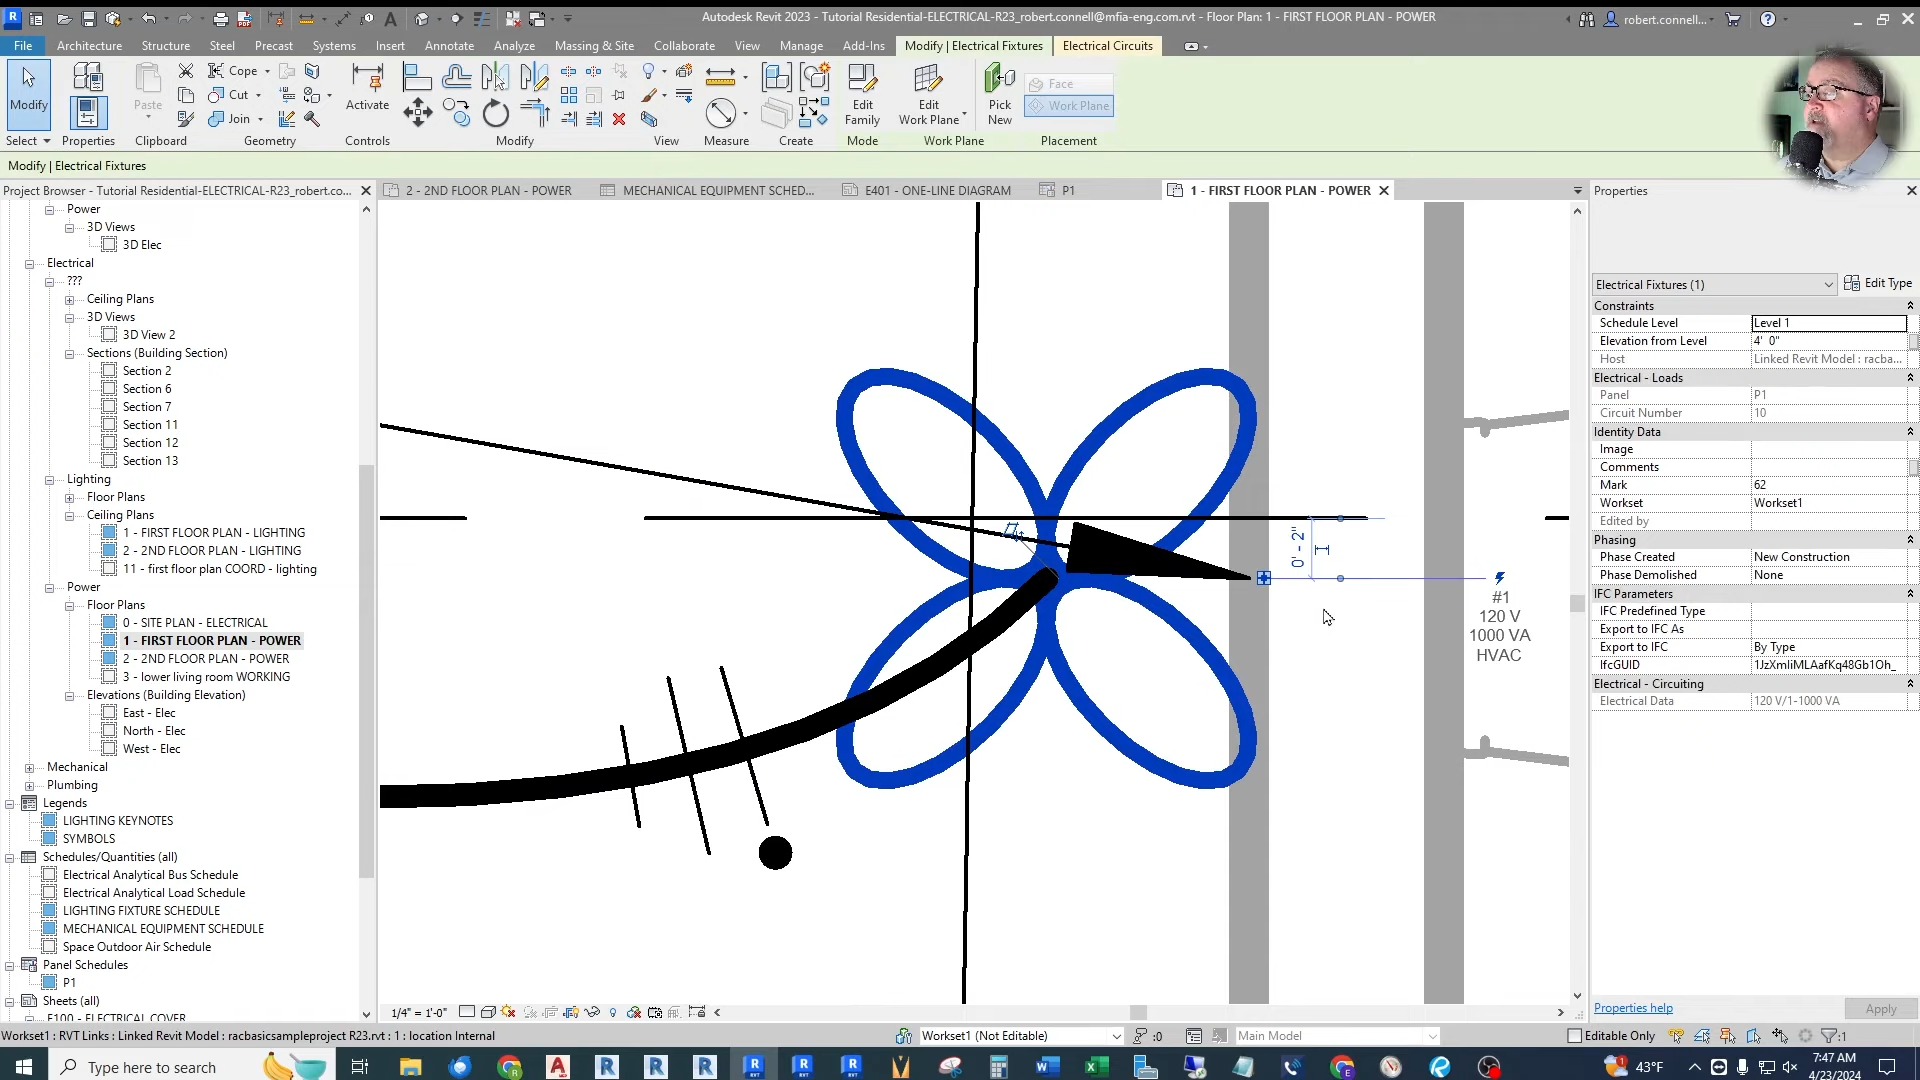 Autodesk Revit 2023 - Tutorial Residential-ELECTRICAL-R23_robert.connell@mfia-eng.com.rvt - Floor Plan: 1 - FIRST FLOOR PLAN - POWER
robert.connell...
File Architecture Structure Steel Precast Systems Insert Annotate Analyze Massing & Site Collaborate View Manage Add-Ins Modify | Electrical Fixtures Electrical Circuits
Modify
Paste
Cope
Cut
Join
Activate
Edit Family
Edit Work Plane
Pick New
Face
Work Plane
Select Properties Clipboard Geometry Controls Modify View Measure Create Mode Work Plane Placement
Modify | Electrical Fixtures
Project Browser - Tutorial Residential-ELECTRICAL-R23_robert.co...
Power
3D Views
3D Elec
Electrical
???
Ceiling Plans
3D Views
3D View 2
Sections (Building Section)
Section 2
Section 6
Section 7
Section 11
Section 12
Section 13
Lighting
Floor Plans
Ceiling Plans
1 - FIRST FLOOR PLAN - LIGHTING
2 - 2ND FLOOR PLAN - LIGHTING
11 - first floor plan COORD - lighting
Power
Floor Plans
0 - SITE PLAN - ELECTRICAL
1 - FIRST FLOOR PLAN - POWER
2 - 2ND FLOOR PLAN - POWER
3 - lower living room WORKING
Elevations (Building Elevation)
East - Elec
North - Elec
West - Elec
Mechanical
Plumbing
Legends
LIGHTING KEYNOTES
SYMBOLS
Schedules/Quantities (all)
Electrical Analytical Bus Schedule
Electrical Analytical Load Schedule
LIGHTING FIXTURE SCHEDULE
MECHANICAL EQUIPMENT SCHEDULE
Space Outdoor Air Schedule
Panel Schedules
P1
Sheets (all)
E100 - ELECTRICAL COVER
2 - 2ND FLOOR PLAN - POWER
MECHANICAL EQUIPMENT SCHED...
E401 - ONE-LINE DIAGRAM
P1
1 - FIRST FLOOR PLAN - POWER
0' - 2"
#1
120 V
1000 VA
HVAC
1/4" = 1'-0"
Properties
Electrical Fixtures (1)
Edit Type
Constraints
Schedule Level Level 1
Elevation from Level 4' 0"
Host Linked Revit Model : racba...
Electrical - Loads
Panel P1
Circuit Number 10
Identity Data
Image
Comments
Mark 62
Workset Workset1
Edited by
Phasing
Phase Created New Construction
Phase Demolished None
IFC Parameters
IFC Predefined Type
Export to IFC As
Export to IFC By Type
IfcGUID 1JzXmIiMLAafKq48Gb1Oh_
Electrical - Circuiting
Electrical Data 120 V/1-1000 VA
Properties help
Apply
Workset1 : RVT Links : Linked Revit Model : racbasicsampleproject R23.rvt : 1 : location Internal
Workset1 (Not Editable)
:0
Main Model
Editable Only
:1
Type here to search
43°F
7:47 AM
4/23/2024